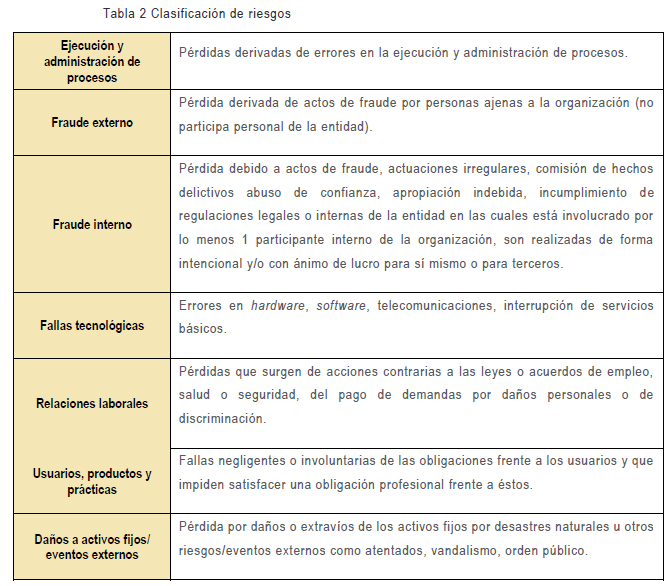 Tabla 2 Clasificación de riesgos
Ejecución y
administración de
procesos
Pérdidas derivadas de errores en la ejecución y administración de procesos.
Fraude externo
Pérdida derivada de actos de fraude por personas ajenas a la organización (no
participa personal de la entidad).
Fraude interno
Pérdida debido a actos de fraude, actuaciones irregulares, comisión de hechos
delictivos abuso de confianza, apropiación indebida, incumplimiento de
regulaciones legales o internas de la entidad en las cuales está involucrado por
lo menos 1 participante interno de la organización, son realizadas de forma
intencional y/o con ánimo de lucro para sí mismo o para terceros.
Fallas tecnológicas
Errores en hardware, software, telecomunicaciones, interrupción de servicios
básicos.
Relaciones laborales
Pérdidas que surgen de acciones contrarias a las leyes o acuerdos de empleo,
salud o seguridad, del pago de demandas por daños personales o de
discriminación.
Usuarios, productos y
prácticas
Fallas negligentes o involuntarias de las obligaciones frente a los usuarios y que
impiden satisfacer una obligación profesional frente a éstos.
Daños a activos fijos/
eventos externos
Pérdida por daños o extravíos de los activos fijos por desastres naturales u otros
riesgos/eventos externos como atentados, vandalismo, orden público.